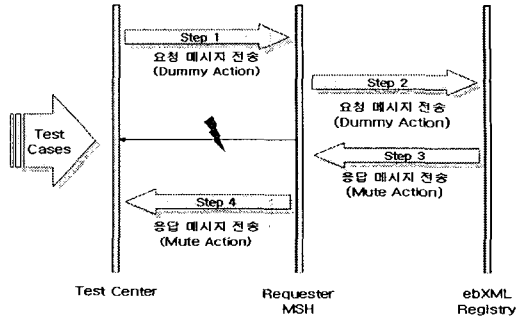 Step 1
요청 메시지 전송
(Dummy Action)
Step 2
요청 메시지 전송
(Dummy Action)
Test
Cases
Step 3
응답 메시지 전송
(Mute Action)
Step 4
응답 메시지 전송
(Mute Action)
Test Center
Requester
MSH
ebXML
Registry